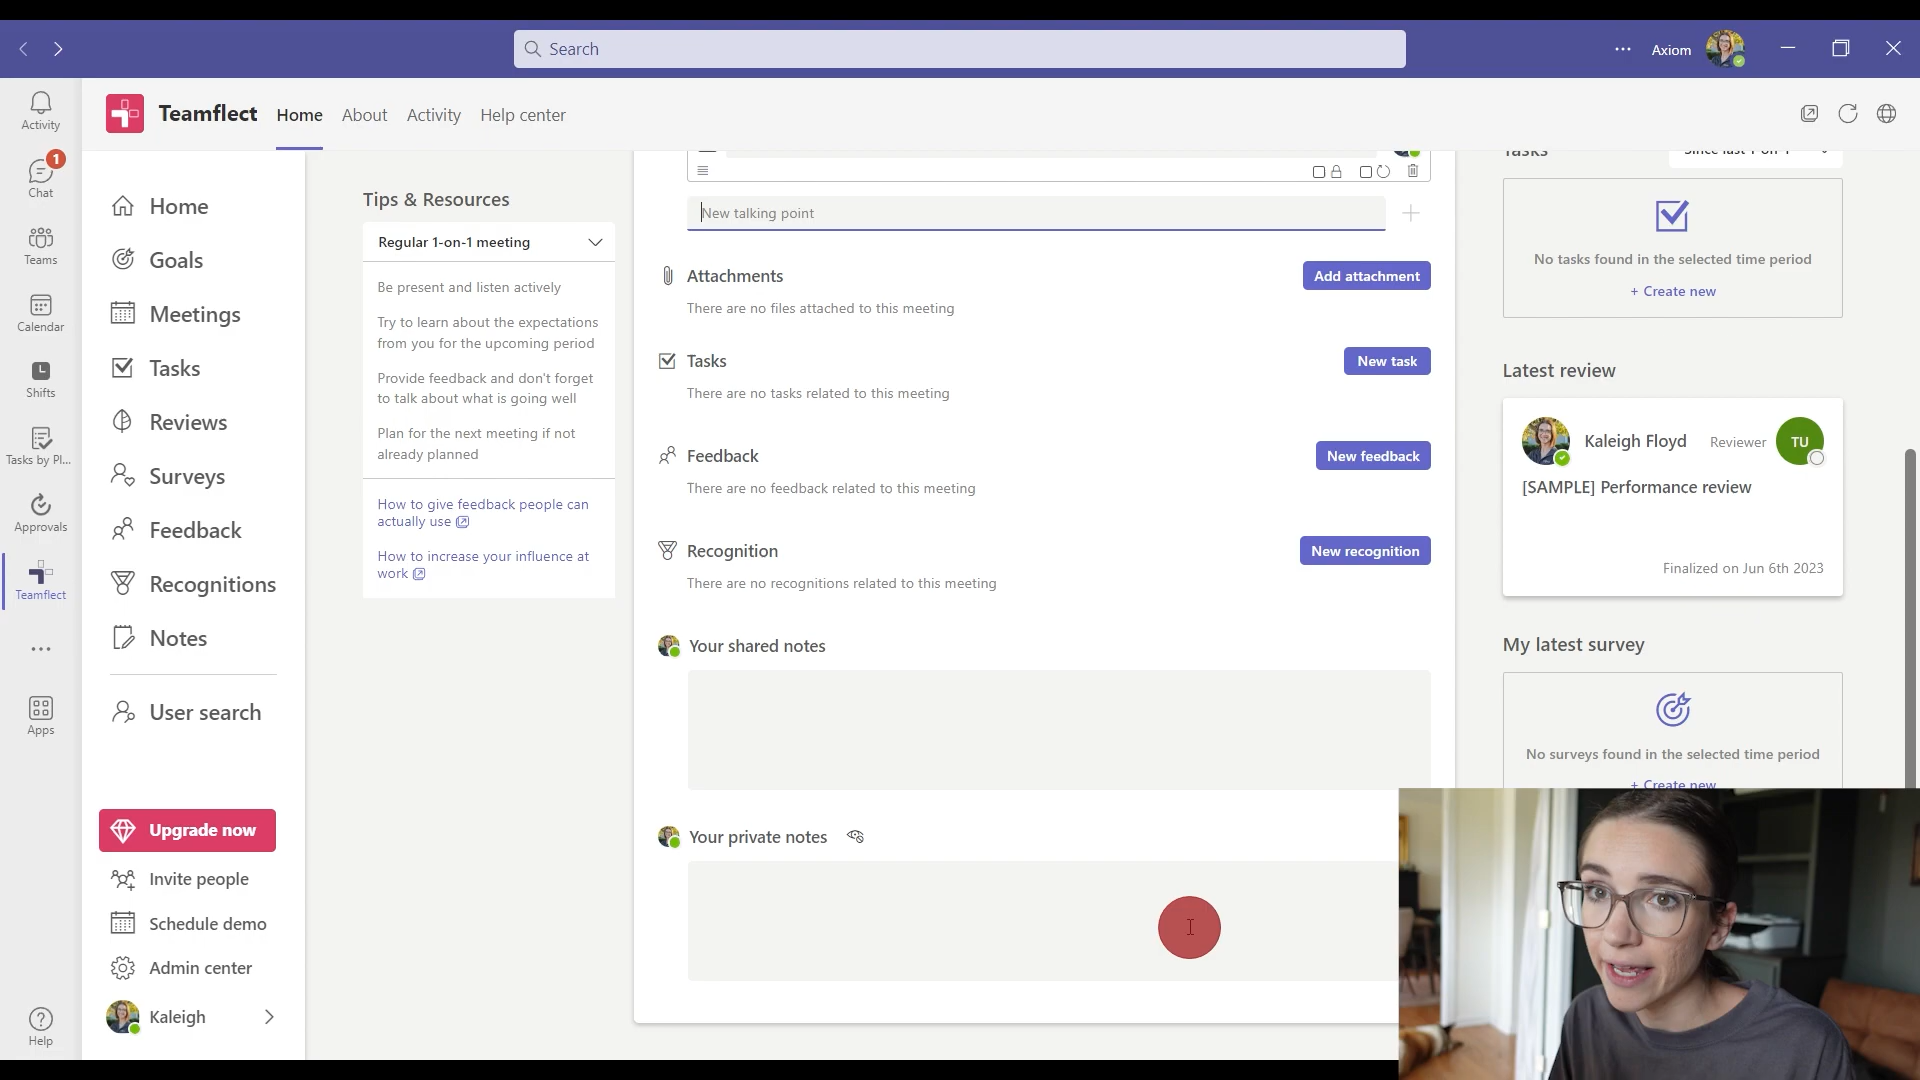 Search
Axiom
Activity
1
Chat
Teams
Calendar
Shifts
Tasks by Pl...
Approvals
Teamflect
Apps
Help
Teamflect
Home
About
Activity
Help center
Home
Goals
Meetings
Tasks
Reviews
Surveys
Feedback
Recognitions
Notes
User search
Upgrade now
Invite people
Schedule demo
Admin center
Kaleigh
Tips & Resources
Regular 1-on-1 meeting
Be present and listen actively
Try to learn about the expectations
from you for the upcoming period
Provide feedback and don't forget
to talk about what is going well
Plan for the next meeting if not
already planned
How to give feedback people can
actually use
How to increase your influence at
work
New talking point
Attachments
Add attachment
There are no files attached to this meeting
Tasks
New task
There are no tasks related to this meeting
Feedback
New feedback
There are no feedback related to this meeting
Recognition
New recognition
There are no recognitions related to this meeting
Your shared notes
Your private notes
Tasks
Since last 1-on-1
No tasks found in the selected time period
+ Create new
Latest review
Kaleigh Floyd
Reviewer
TU
[SAMPLE] Performance review
Finalized on Jun 6th 2023
My latest survey
No surveys found in the selected time period
+ Create new